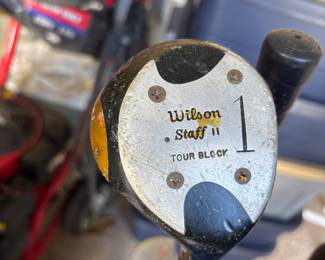 Wilson
Staff II
TOUR BLOCK
1